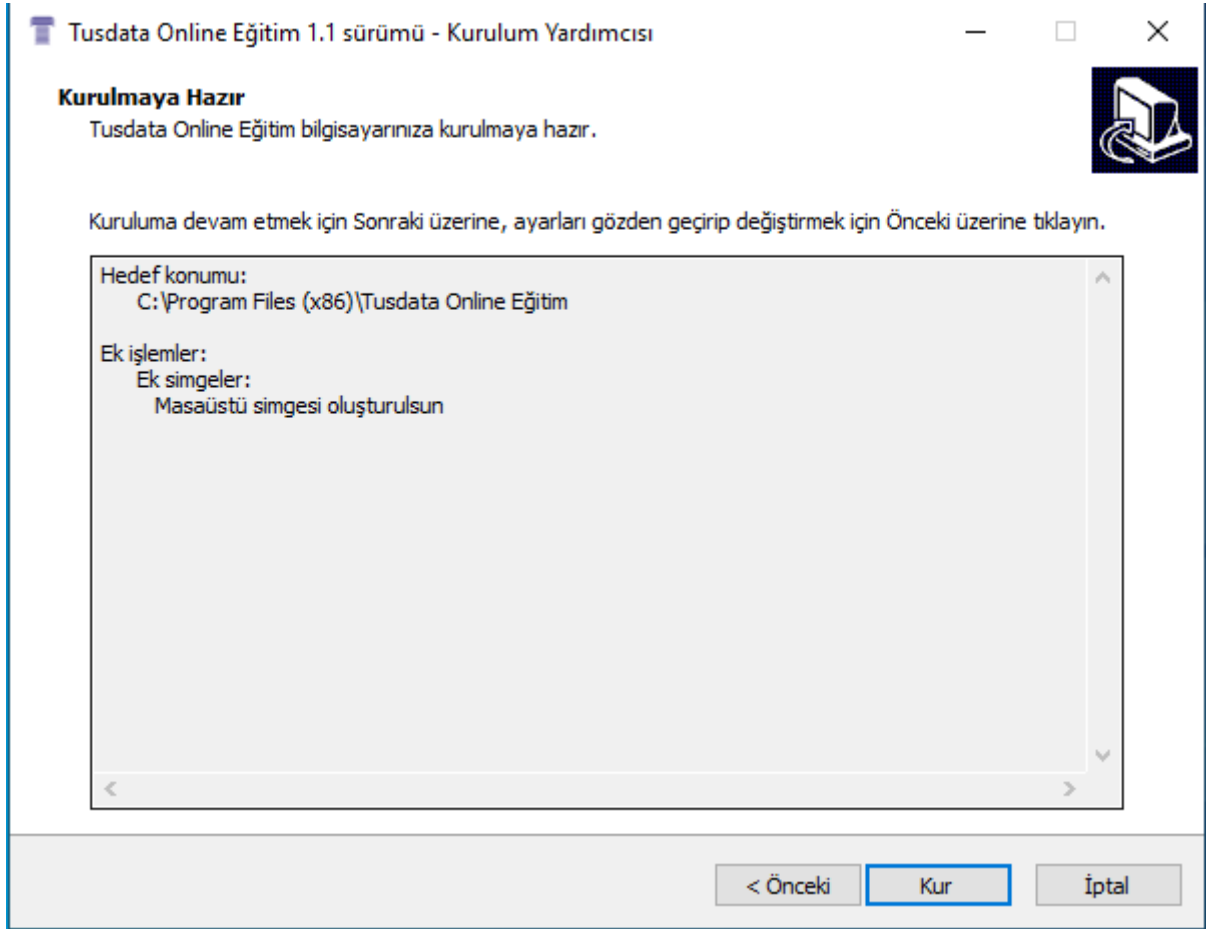 Tusdata Online Eğitim 1.1 sürümü - Kurulum Yardımcısı
Kurulmaya Hazır
Tusdata Online Eğitim bilgisayarınıza kurulmaya hazır.
Kuruluma devam etmek için Sonraki üzerine, ayarları gözden geçirip değiştirmek için Önceki üzerine tıklayın.
Hedef konumu:
C:\Program Files (x86)\Tusdata Online Eğitim
Ek işlemler:
Ek simgeler:
Masaüstü simgesi oluşturulsun
< Önceki
Kur
İptal